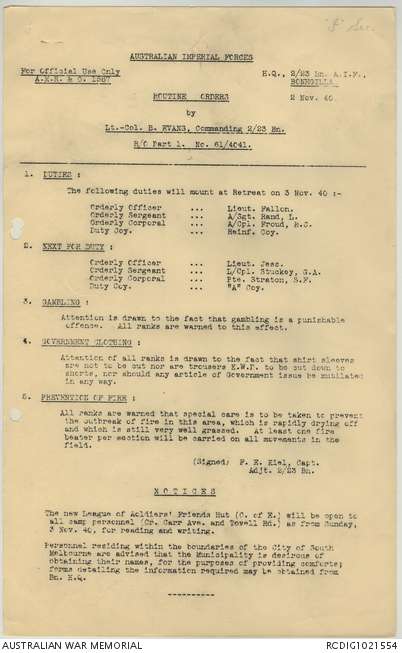 AUSTRALIAN IMPERIAL FORCES
For Official Use Only
A.M.R. & O. 1287
H.Q., 2/23 Bn. A.I.F.,
BONEGILLA
2 Nov. 40
ROUTINE ORDERS
by
Lt.-Col. B. EVANS, Commanding 2/23 Bn.
R/O Part 1. No. 61/4041.
1. DUTIES :
The following duties will mount at Retreat on 3 Nov. 40 :-
Orderly Officer ... Lieut. Fallon.
Orderly Sergeant ... A/Sgt. Rand, L.
Orderly Corporal ... A/Cpl. Froud, R.C.
Duty Coy. ... Reinf. Coy.
2. NEXT FOR DUTY :
Orderly Officer ... Lieut. Jess.
Orderly Sergeant ... L/Cpl. Stuckey, G.A.
Orderly Corporal ... Pte. Straton, S.F.
Duty Coy. ... "A" Coy.
3. GAMBLING :
Attention is drawn to the fact that gambling is a punishable
offence. All ranks are warned to this effect.
4. GOVERNMENT CLOTHING :
Attention of all ranks is drawn to the fact that shirt sleeves
are not to be cut nor are trousers K.W.F. to be cut down to
shorts, nor should any article of Government issue be mutilated
in any way.
5. PREVENTION OF FIRE :
All ranks are warned that special care is to be taken to prevent
the outbreak of fire in this area, which is rapidly drying off
and which is still very well grassed. At least one fire
beater per section will be carried on all movements in the
field.
(Signed; F. E. Kiel, Capt.
Adjt. 2/23 Bn.
NOTICES
The new League of Aoldiers' Friends Hut (C. of E.) will be open to
all camp personnel (Cr. Carr Ave. and Tovell Rd.) as from Sunday,
3 Nov. 40, for reading and writing.
Personnel residing within the boundaries of the City of South
Melbourne are advised that the Municipality is desirous of
obtaining their names, for the purposes of providing comforts;
forms detailing the information required may be obtained from
Bn. H.Q.
----------
AUSTRALIAN WAR MEMORIAL
RCDIG1021554